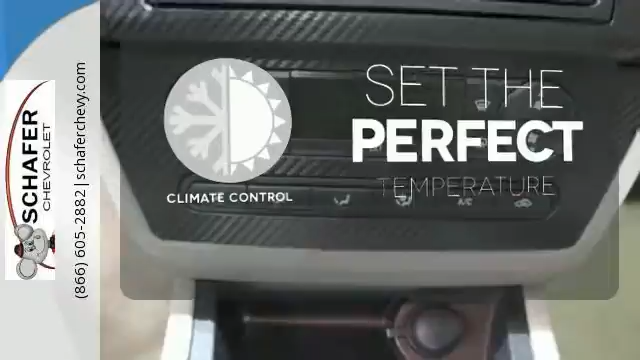 SCHAFER
CHEVROLET
(866) 605-2882|schaferchevy.com
CLIMATE CONTROL
SET THE
PERFECT
TEMPERATURE
A/C